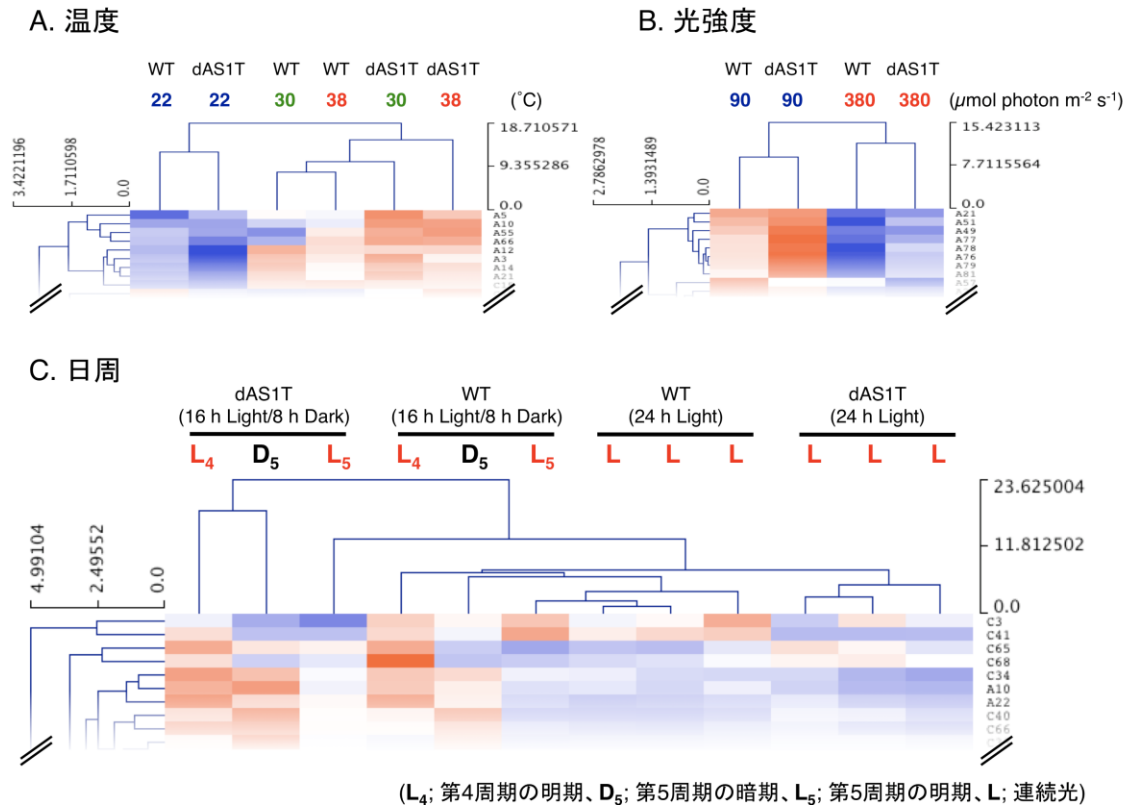 A. 温度
WT dAS1T WT WT dAS1T dAS1T
22 22 30 38 30 38 (˚C)
3.4221196
1.7110598
0.0
18.710571
9.355286
0.0
A5
A10
A55
A66
A12
A3
A14
A21
B. 光強度
WT dAS1T WT dAS1T
90 90 380 380 (µmol photon m⁻² s⁻¹)
2.7862978
1.3931489
0.0
15.423113
7.7115564
0.0
A21
A51
A49
A77
A78
A76
A79
A81
A57
C. 日周
dAS1T WT WT dAS1T
(16 h Light/8 h Dark) (16 h Light/8 h Dark) (24 h Light) (24 h Light)
L₄ D₅ L₅ L₄ D₅ L₅ L L L L L L
4.99104
2.49552
0.0
23.625004
11.812502
0.0
C3
C41
C65
C68
C34
A10
A22
C40
C66
(L₄; 第4周期の明期、D₅; 第5周期の暗期、L₅; 第5周期の明期、L; 連続光)